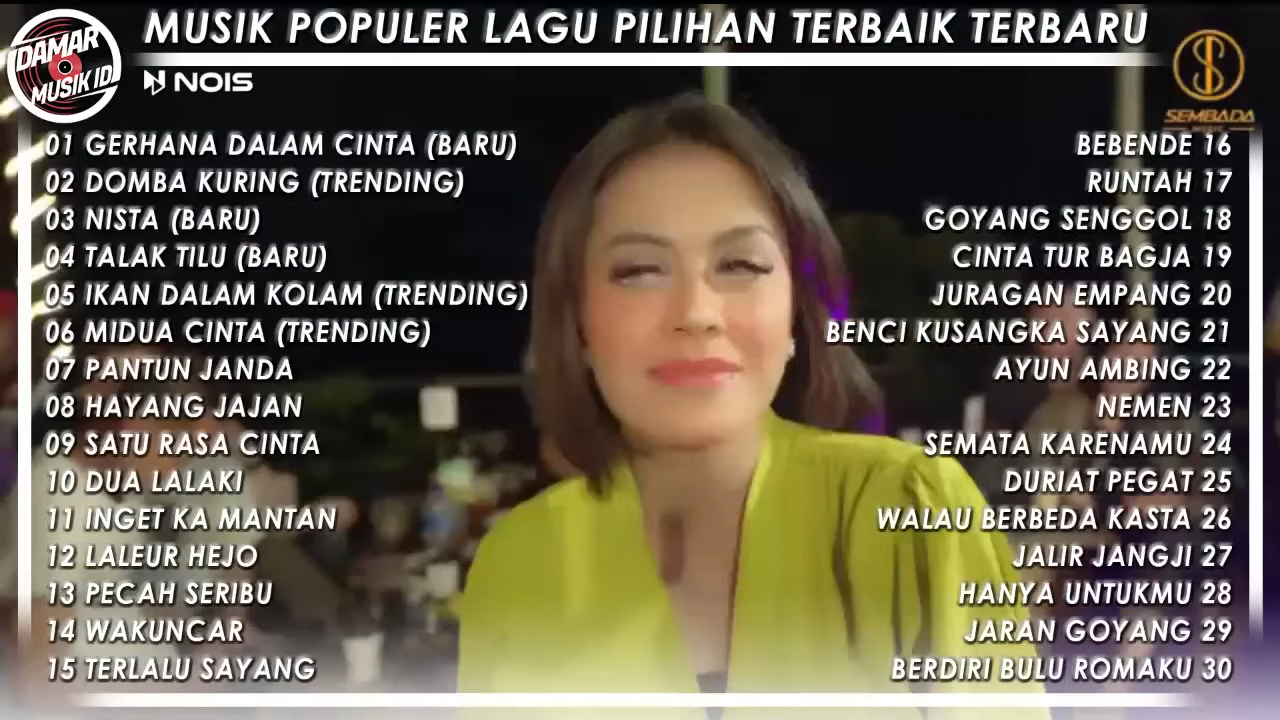 MUSIK POPULER LAGU PILIHAN TERBAIK TERBARU
DAMAR
MUSIK ID
NOIS
SEMBADA
01 GERHANA DALAM CINTA (BARU)
02 DOMBA KURING (TRENDING)
03 NISTA (BARU)
04 TALAK TILU (BARU)
05 IKAN DALAM KOLAM (TRENDING)
06 MIDUA CINTA (TRENDING)
07 PANTUN JANDA
08 HAYANG JAJAN
09 SATU RASA CINTA
10 DUA LALAKI
11 INGET KA MANTAN
12 LALEUR HEJO
13 PECAH SERIBU
14 WAKUNCAR
15 TERLALU SAYANG
BEBENDE 16
RUNTAH 17
GOYANG SENGGOL 18
CINTA TUR BAGJA 19
JURAGAN EMPANG 20
BENCI KUSANGKA SAYANG 21
AYUN AMBING 22
NEMEN 23
SEMATA KARENAMU 24
DURIAT PEGAT 25
WALAU BERBEDA KASTA 26
JALIR JANGJI 27
HANYA UNTUKMU 28
JARAN GOYANG 29
BERDIRI BULU ROMAKU 30